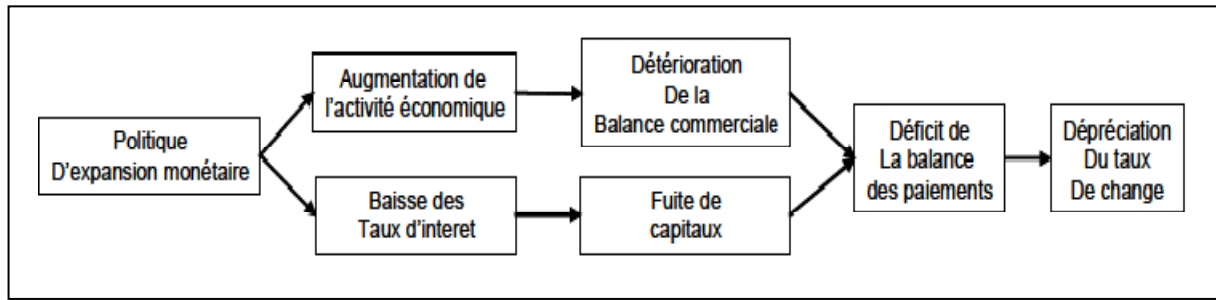 Politique
D'expansion monétaire
Augmentation de
l'activité économique
Détérioration
De la
Balance commerciale
Baisse des
Taux d'interet
Fuite de
capitaux
Déficit de
La balance
des paiements
Dépréciation
Du taux
De change